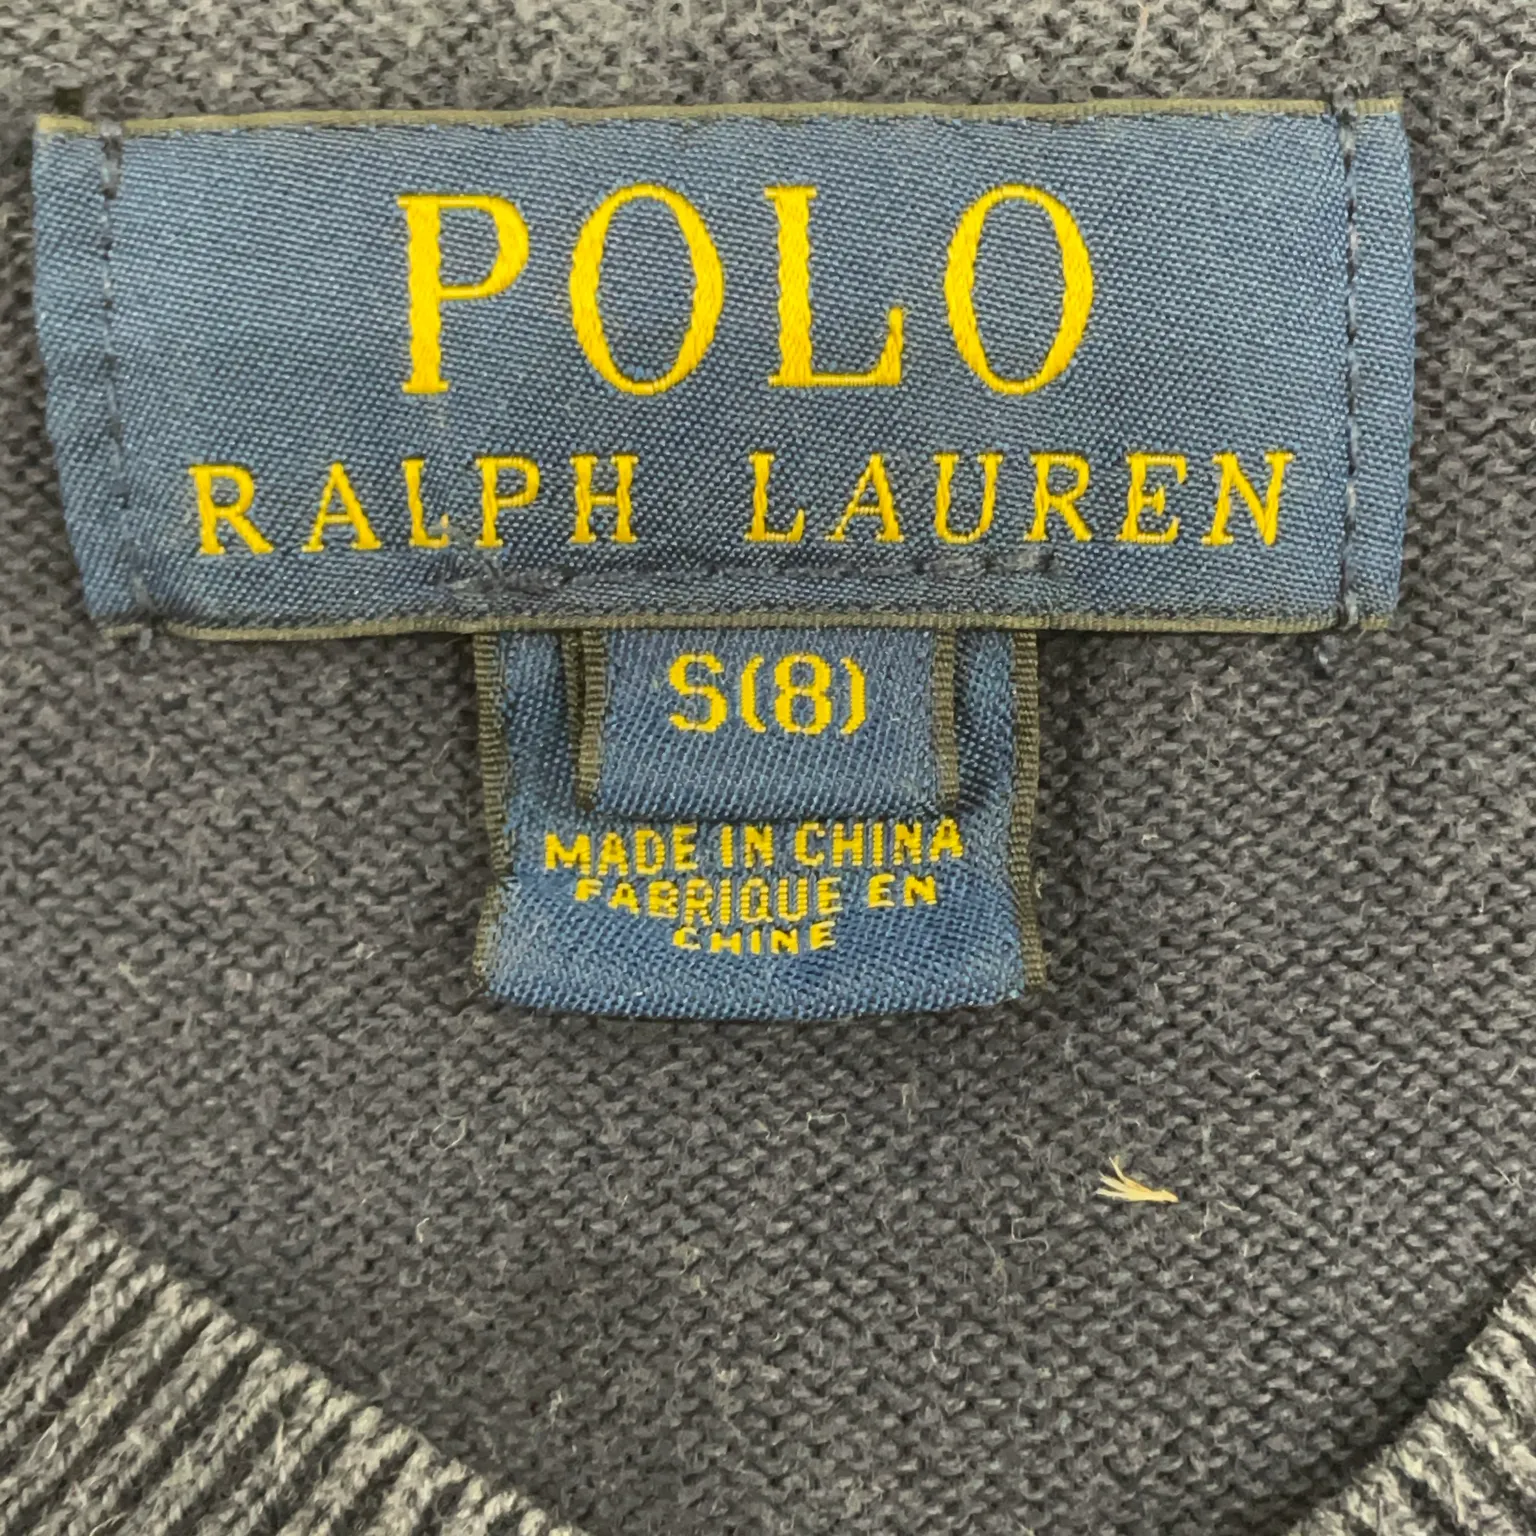 POLO
RALPH LAUREN
S(8)
MADE IN CHINA
FABRIQUE EN
CHINE